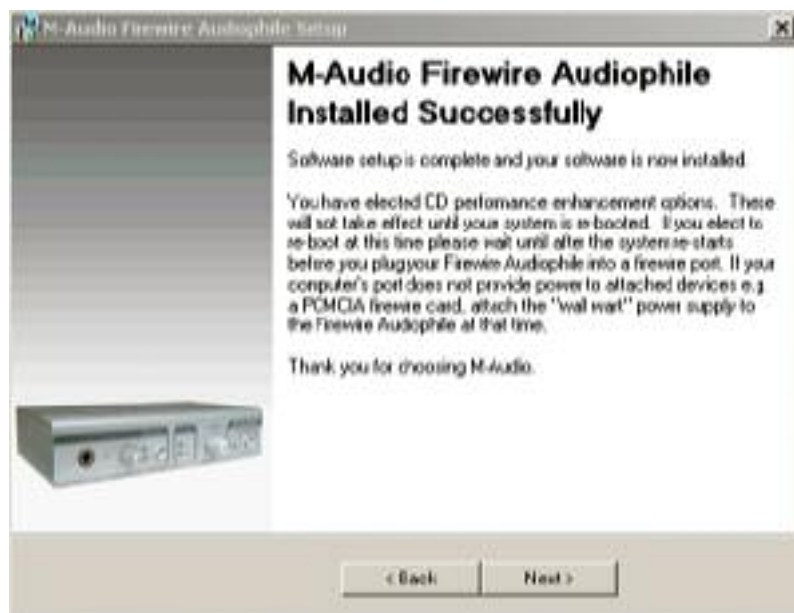 M-Audio Firewire Audiophile Setup
M-Audio Firewire Audiophile
Installed Successfully
Software setup is complete and your software is now installed.
You have elected CD performance enhancement options. These
will not take effect until your system is re-booted. If you elect to
re-boot at this time please wait until after the system re-starts
before you plug your Firewire Audiophile into a firewire port. If your
computer's port does not provide power to attached devices e.g.
a PCMCIA firewire card, attach the "wall wart" power supply to
the Firewire Audiophile at that time.
Thank you for choosing M-Audio.
< Back
Next >